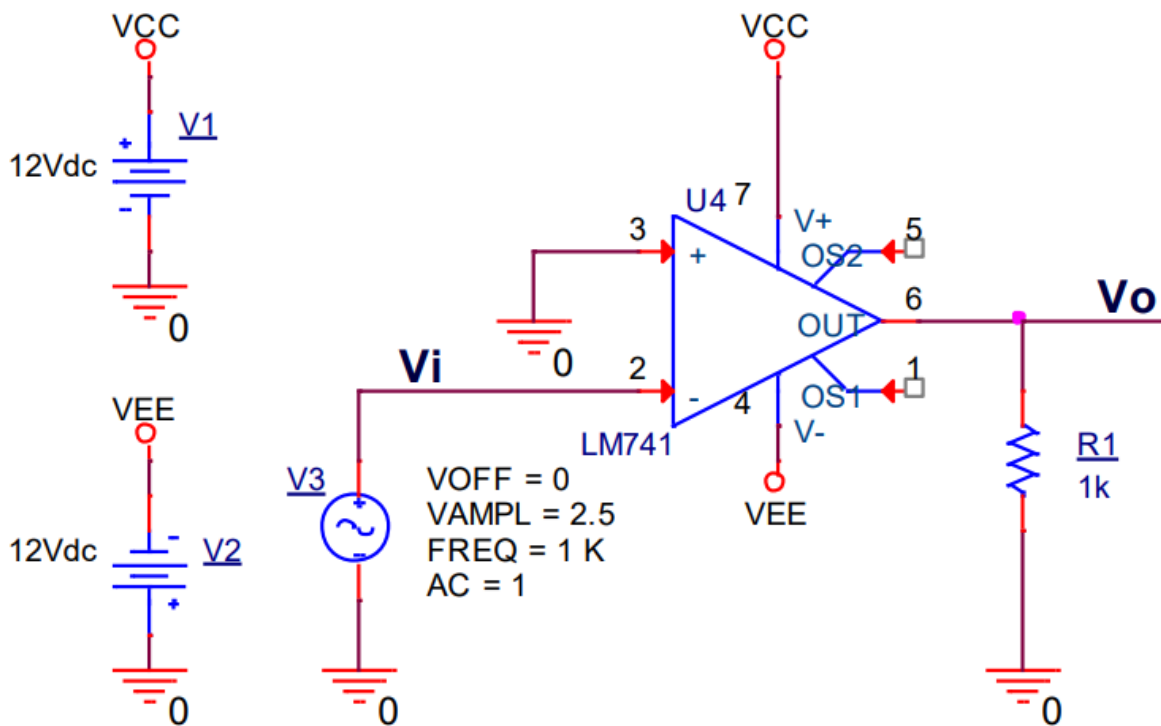 VCC
V1
12Vdc
+
-
0
VEE
12Vdc
-
V2
+
0
Vi
V3
+
-
VOFF = 0
VAMPL = 2.5
FREQ = 1 K
AC = 1
0
VCC
U4
7
V+
3
+
5
OS2
0
6
OUT
Vo
2
-
1
OS1
4
V-
LM741
VEE
R1
1k
0